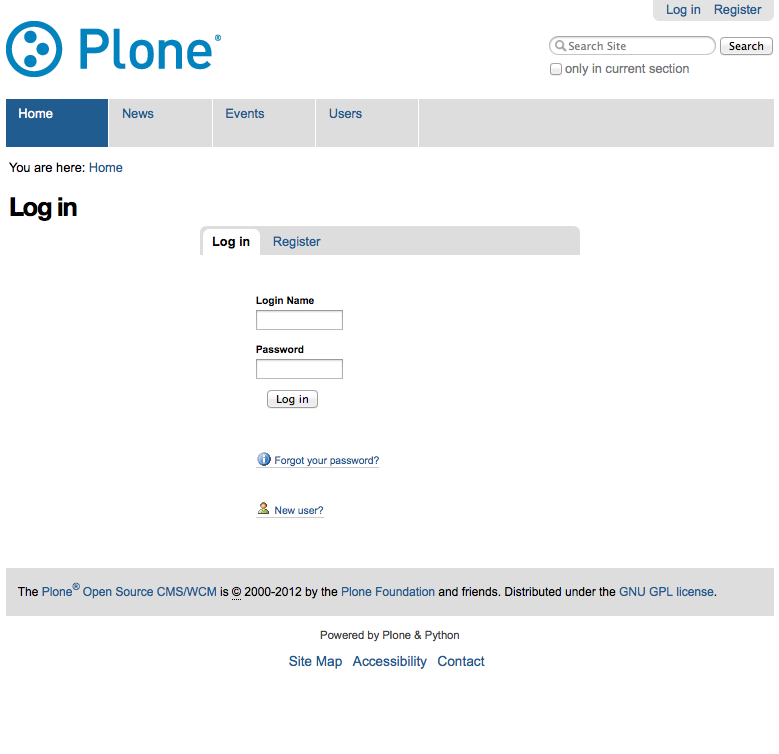 Log in Register
Plone®
Search Site Search
only in current section
Home News Events Users
You are here: Home
Log in
Log in Register
Login Name
Password
Log in
Forgot your password?
New user?
The Plone® Open Source CMS/WCM is © 2000-2012 by the Plone Foundation and friends. Distributed under the GNU GPL license.
Powered by Plone & Python
Site Map Accessibility Contact